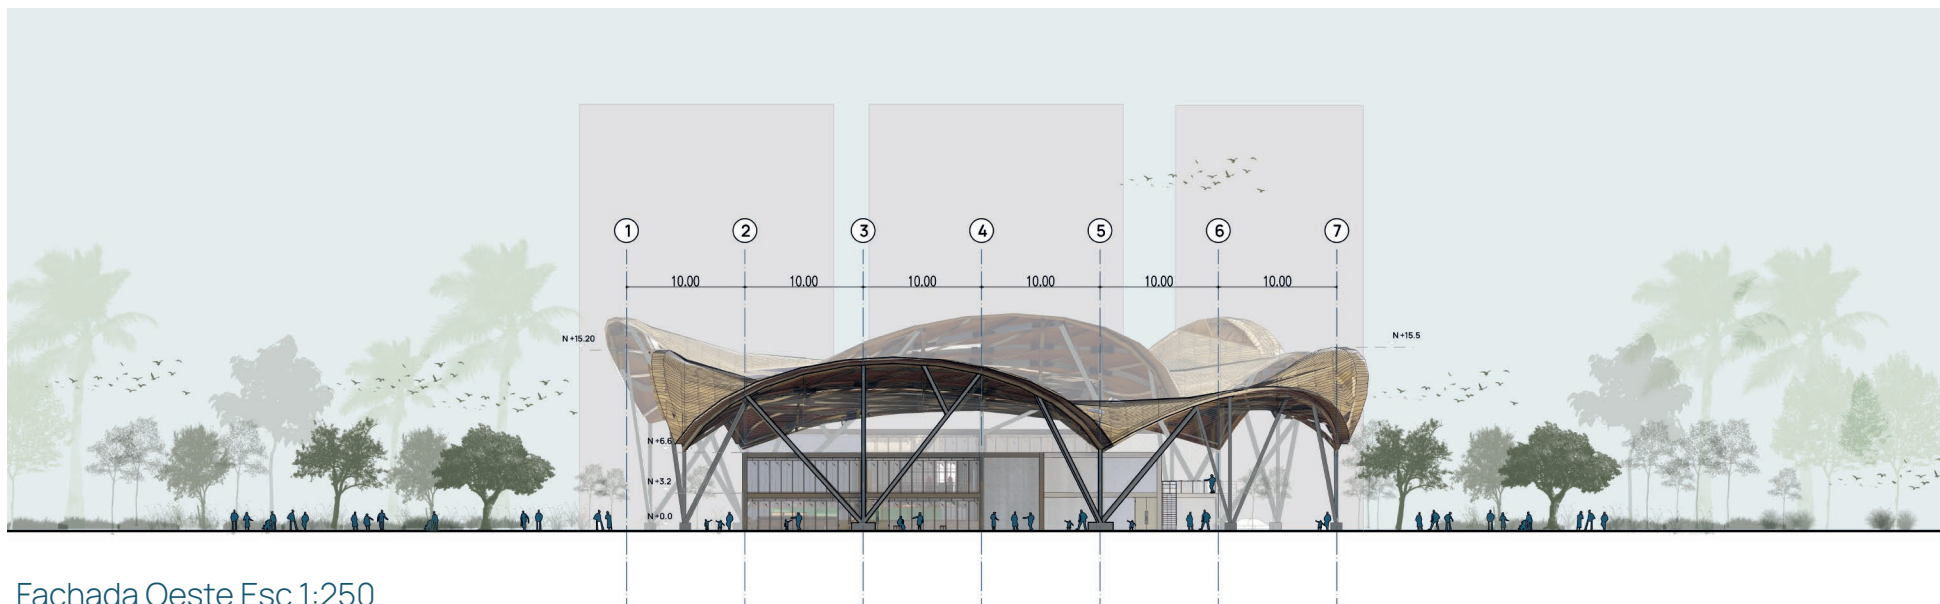 1 2 3 4 5 6 7
10.00 10.00 10.00 10.00 10.00 10.00
N +15.20
N +15.5
N +6.6
N +3.2
N +0.0
Fachada Oeste Esc 1:250